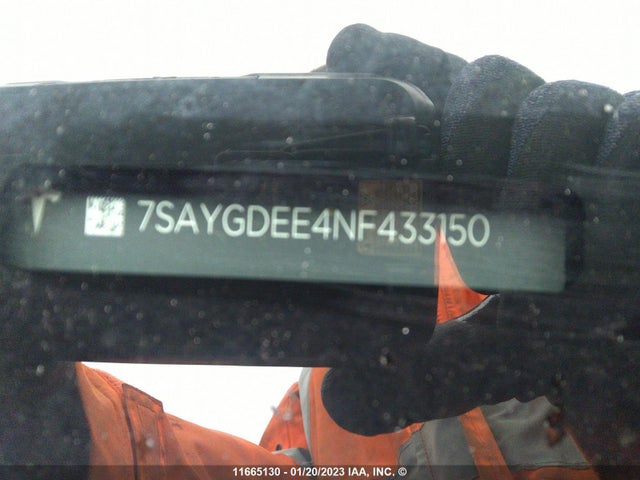 7SAYGDEE4NF433150
11665130 - 01/20/2023 IAA, INC. ©